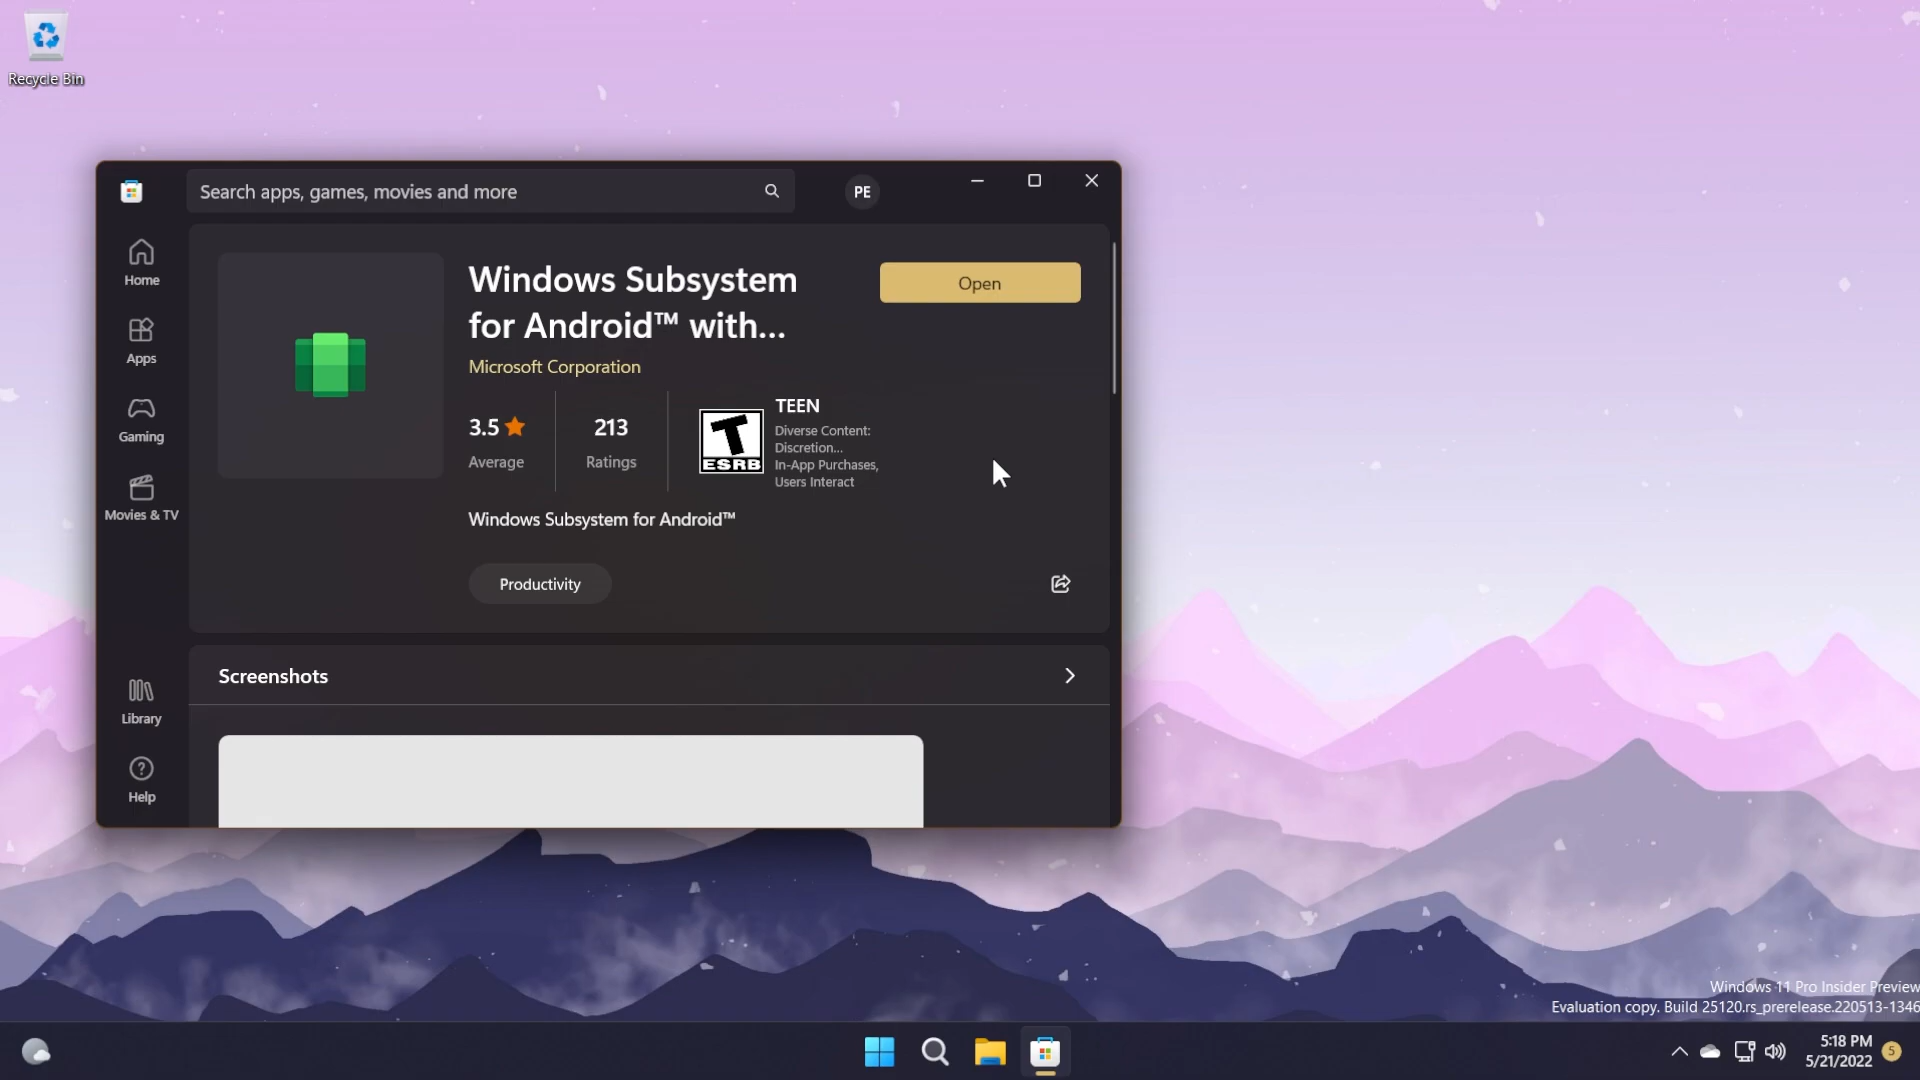 Recycle Bin
Search apps, games, movies and more
PE
Home
Apps
Gaming
Movies & TV
Library
Help
Windows Subsystem
for Android™ with...
Microsoft Corporation
Open
3.5
Average
213
Ratings
T
ESRB
TEEN
Diverse Content:
Discretion...
In-App Purchases,
Users Interact
Windows Subsystem for Android™
Productivity
Screenshots
Windows 11 Pro Insider Preview
Evaluation copy. Build 25120.rs_prerelease.220513-1346
5:18 PM
5/21/2022
5